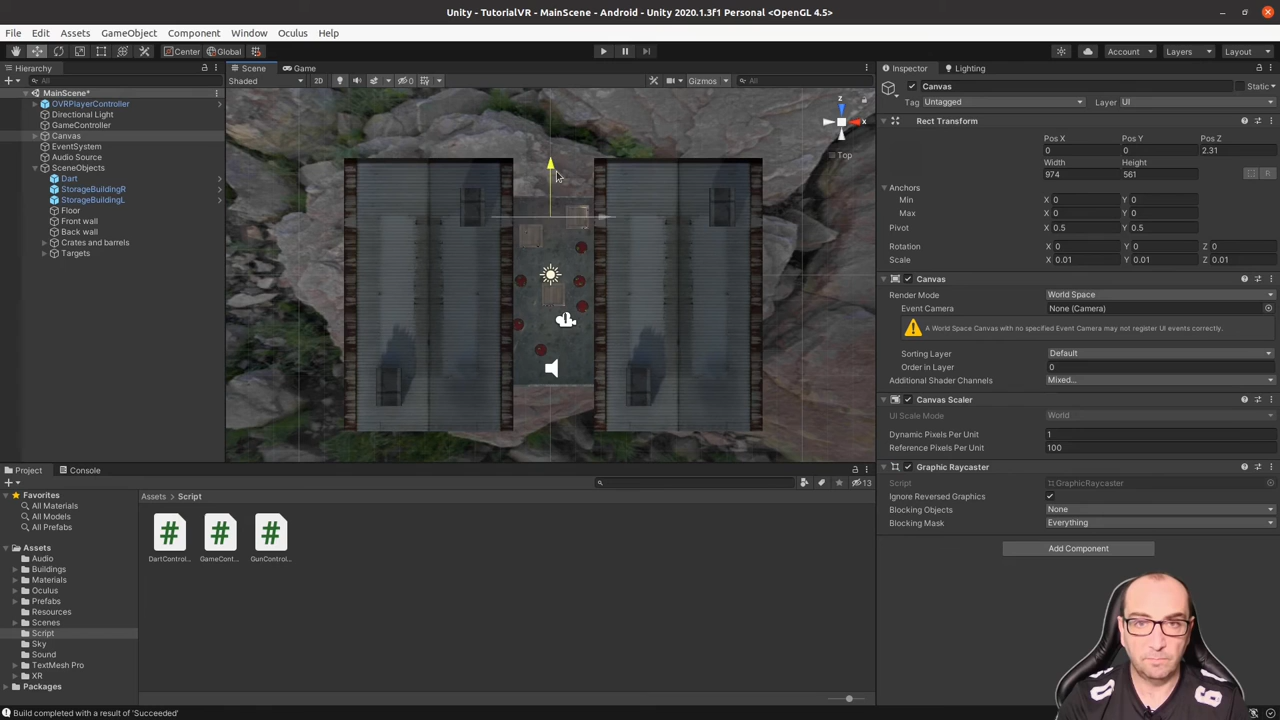 Unity - TutorialVR - MainScene - Android - Unity 2020.1.3f1 Personal <OpenGL 4.5>
File Edit Assets GameObject Component Window Oculus Help
Center Global Account Layers Layout
Hierarchy
All
MainScene*
OVRPlayerController
Directional Light
GameController
Canvas
EventSystem
Audio Source
SceneObjects
Dart
StorageBuildingR
StorageBuildingL
Floor
Front wall
Back wall
Crates and barrels
Targets
Scene Game
Shaded 2D 0 Gizmos All
z
x
Top
Inspector Lighting
Canvas Static
Tag Untagged Layer UI
Rect Transform
Pos X Pos Y Pos Z
0 0 2.31
Width Height
974 561
R
Anchors
Min X 0 Y 0
Max X 0 Y 0
Pivot X 0.5 Y 0.5
Rotation X 0 Y 0 Z 0
Scale X 0.01 Y 0.01 Z 0.01
Canvas
Render Mode World Space
Event Camera None (Camera)
A World Space Canvas with no specified Event Camera may not register UI events correctly.
Sorting Layer Default
Order in Layer 0
Additional Shader Channels Mixed...
Canvas Scaler
UI Scale Mode World
Dynamic Pixels Per Unit 1
Reference Pixels Per Unit 100
Graphic Raycaster
Script GraphicRaycaster
Ignore Reversed Graphics
Blocking Objects None
Blocking Mask Everything
Add Component
Project Console
13
Favorites
All Materials
All Models
All Prefabs
Assets
Audio
Buildings
Materials
Oculus
Prefabs
Resources
Scenes
Script
Sky
Sound
TextMesh Pro
XR
Packages
Assets > Script
# # #
DartControl... GameCont... GunControl...
Build completed with a result of 'Succeeded'